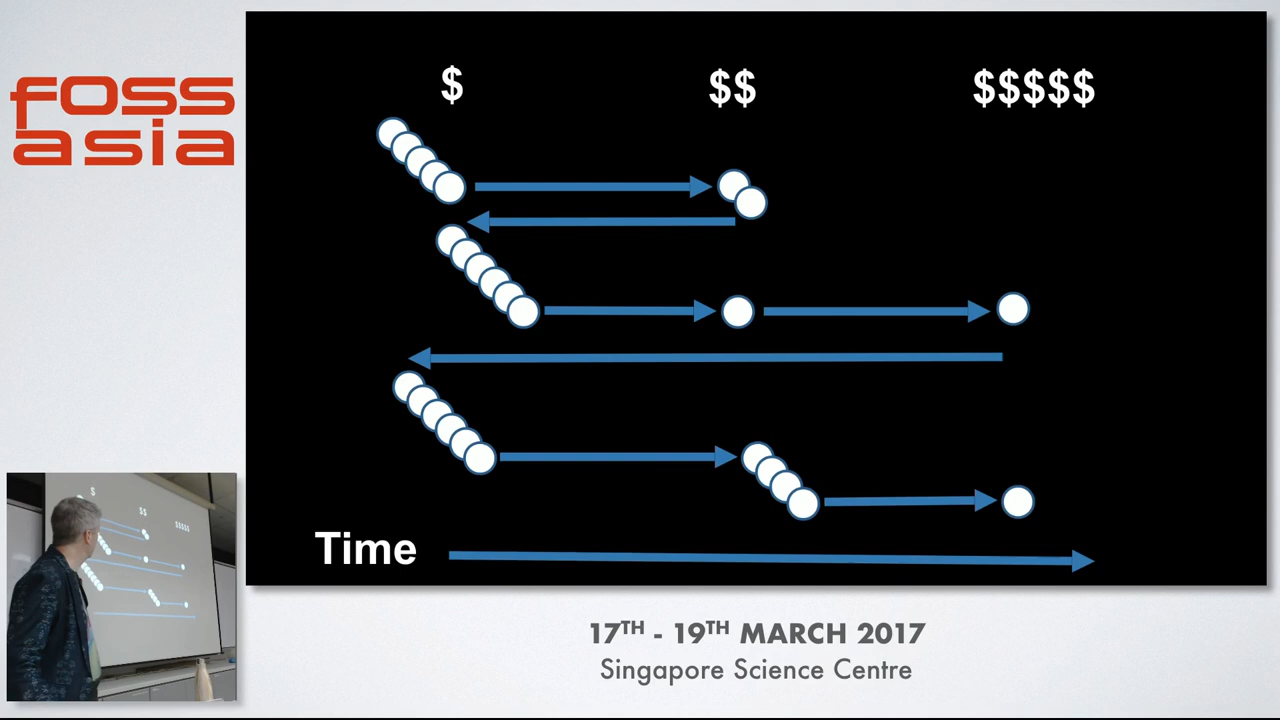 foss
asia
$ $$ $$$$$
Time
17TH - 19TH MARCH 2017
Singapore Science Centre
$
$$
$$$$$